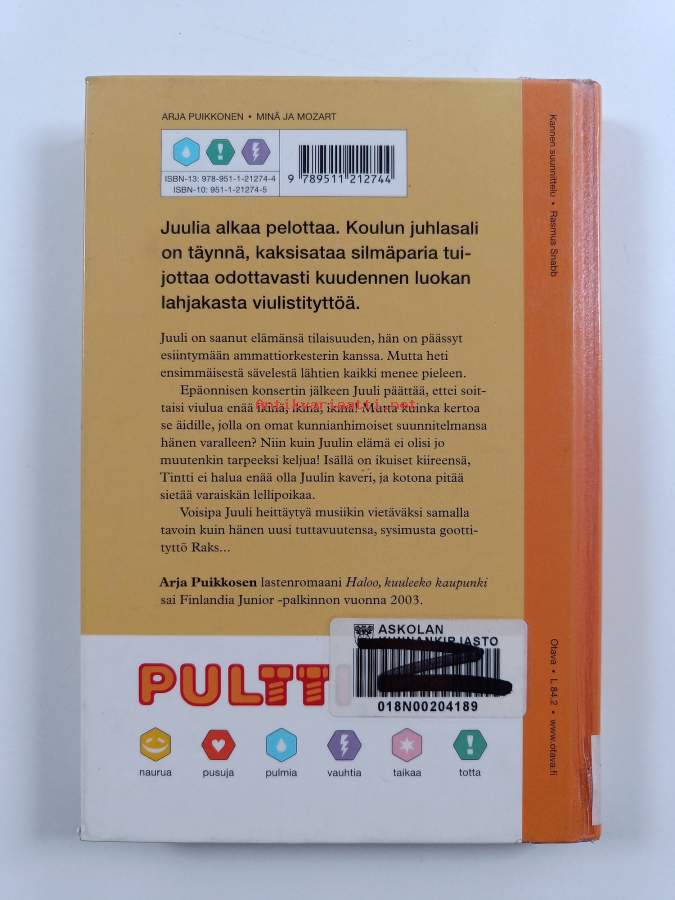 ARJA PUIKKONEN • MINÄ JA MOZART
ISBN-13: 978-951-1-21274-4
ISBN-10: 951-1-21274-5
9 789511 212744
Juulia alkaa pelottaa. Koulun juhlasali
on täynnä, kaksisataa silmäparia tui-
jottaa odottavasti kuudennen luokan
lahjakasta viulistityttöä.
Juuli on saanut elämänsä tilaisuuden, hän on päässyt
esiintymään ammattiorkesterin kanssa. Mutta heti
ensimmäisestä sävelestä lähtien kaikki menee pieleen.
Epäonnisen konsertin jälkeen Juuli päättää, ettei soit-
taisi viulua enää ikinä, ikinä, ikinä! Mutta kuinka kertoa
Antikvariaatti.net
se äidille, jolla on omat kunnianhimoiset suunnitelmansa
hänen varalleen? Niin kuin Juulin elämä ei olisi jo
muutenkin tarpeeksi keljua! Isällä on ikuiset kiireensä,
Tintti ei halua enää olla Juulin kaveri, ja kotona pitää
sietää varaiskän lellipoikaa.
Voisipa Juuli heittäytyä musiikin vietäväksi samalla
tavoin kuin hänen uusi tuttavuutensa, sysimusta gootti-
tyttö Raks...
Arja Puikkosen lastenromaani Haloo, kuuleeko kaupunki
sai Finlandia Junior -palkinnon vuonna 2003.
ASKOLAN
KUNNANKIRJASTO
018N00204189
PULTTI
naurua
pusuja
pulmia
vauhtia
taikaa
totta
Kannen suunnittelu • Rasmus Snabb
Otava • L 84.2 • www.otava.fi